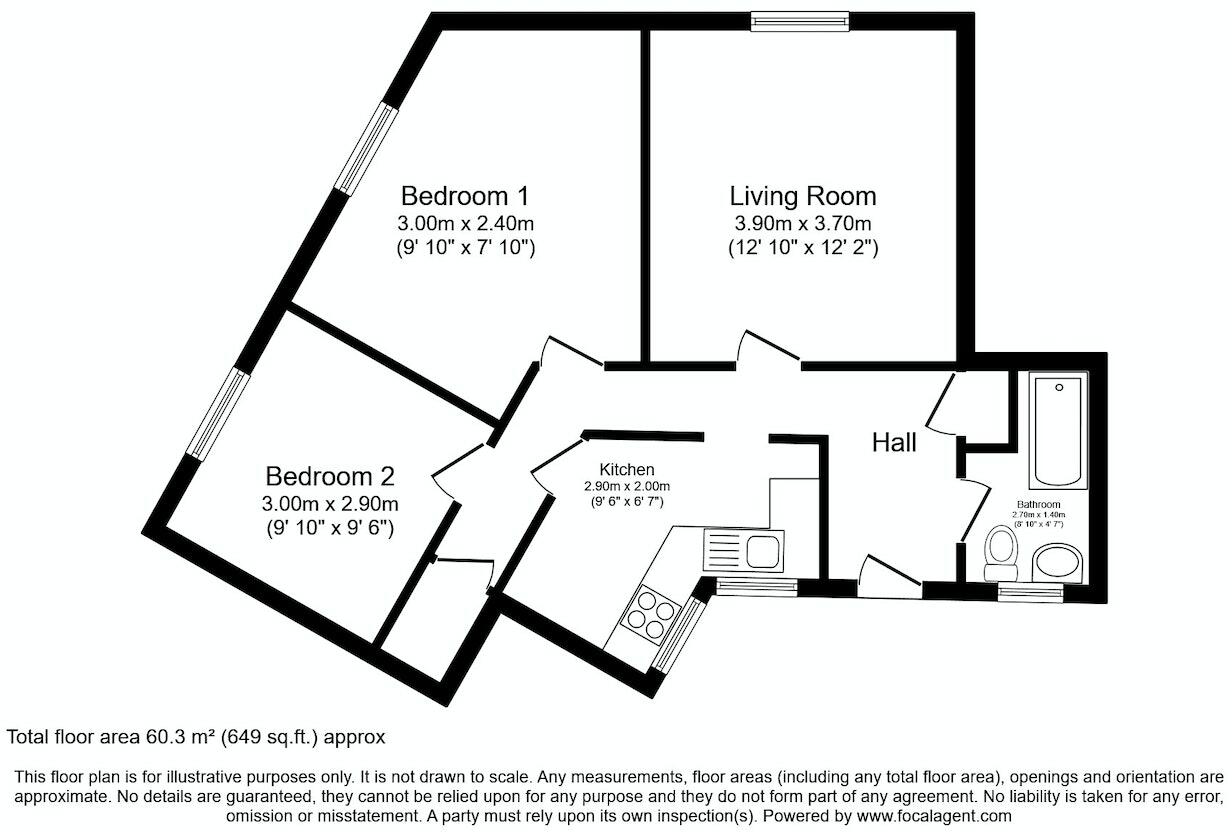 Bedroom 1
3.00m x 2.40m
(9' 10" x 7' 10")
Living Room
3.90m x 3.70m
(12' 10" x 12' 2")
Bedroom 2
3.00m x 2.90m
(9' 10" x 9' 6")
Kitchen
2.90m x 2.00m
(9' 6" x 6' 7")
Hall
Bathroom
2.70m x 1.40m
(8' 10" x 4' 7")
Total floor area 60.3 m² (649 sq.ft.) approx
This floor plan is for illustrative purposes only. It is not drawn to scale. Any measurements, floor areas (including any total floor area), openings and orientation are
approximate. No details are guaranteed, they cannot be relied upon for any purpose and they do not form part of any agreement. No liability is taken for any error,
omission or misstatement. A party must rely upon its own inspection(s). Powered by www.focalagent.com